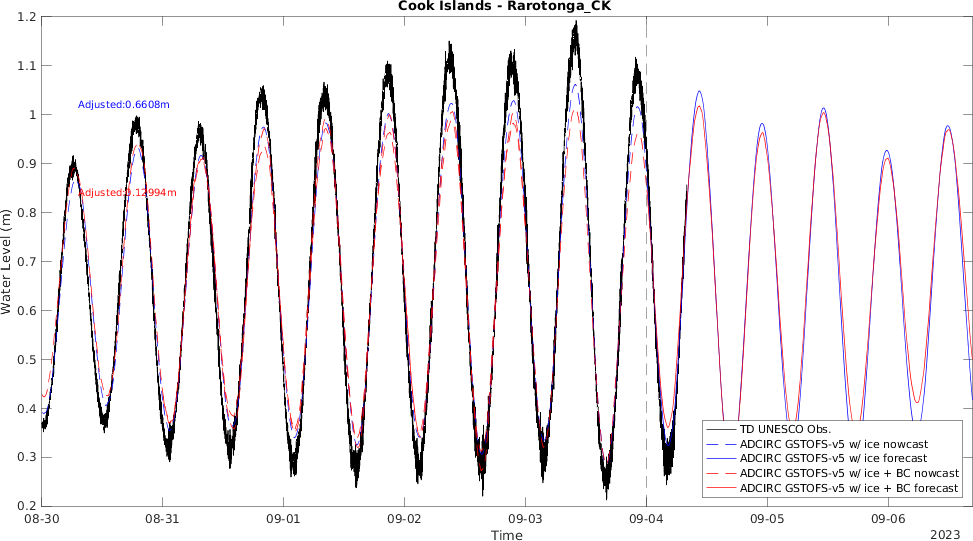 Cook Islands - Rarotonga_CK
1.2
1.1
1
0.9
0.8
0.7
0.6
0.5
0.4
0.3
0.2
Water Level (m)
Adjusted:0.6608m
Adjusted:0.12994m
TD UNESCO Obs.
ADCIRC GSTOFS-v5 w/ ice nowcast
ADCIRC GSTOFS-v5 w/ ice forecast
ADCIRC GSTOFS-v5 w/ ice + BC nowcast
ADCIRC GSTOFS-v5 w/ ice + BC forecast
08-30 08-31 09-01 09-02 09-03 09-04 09-05 09-06
Time
2023